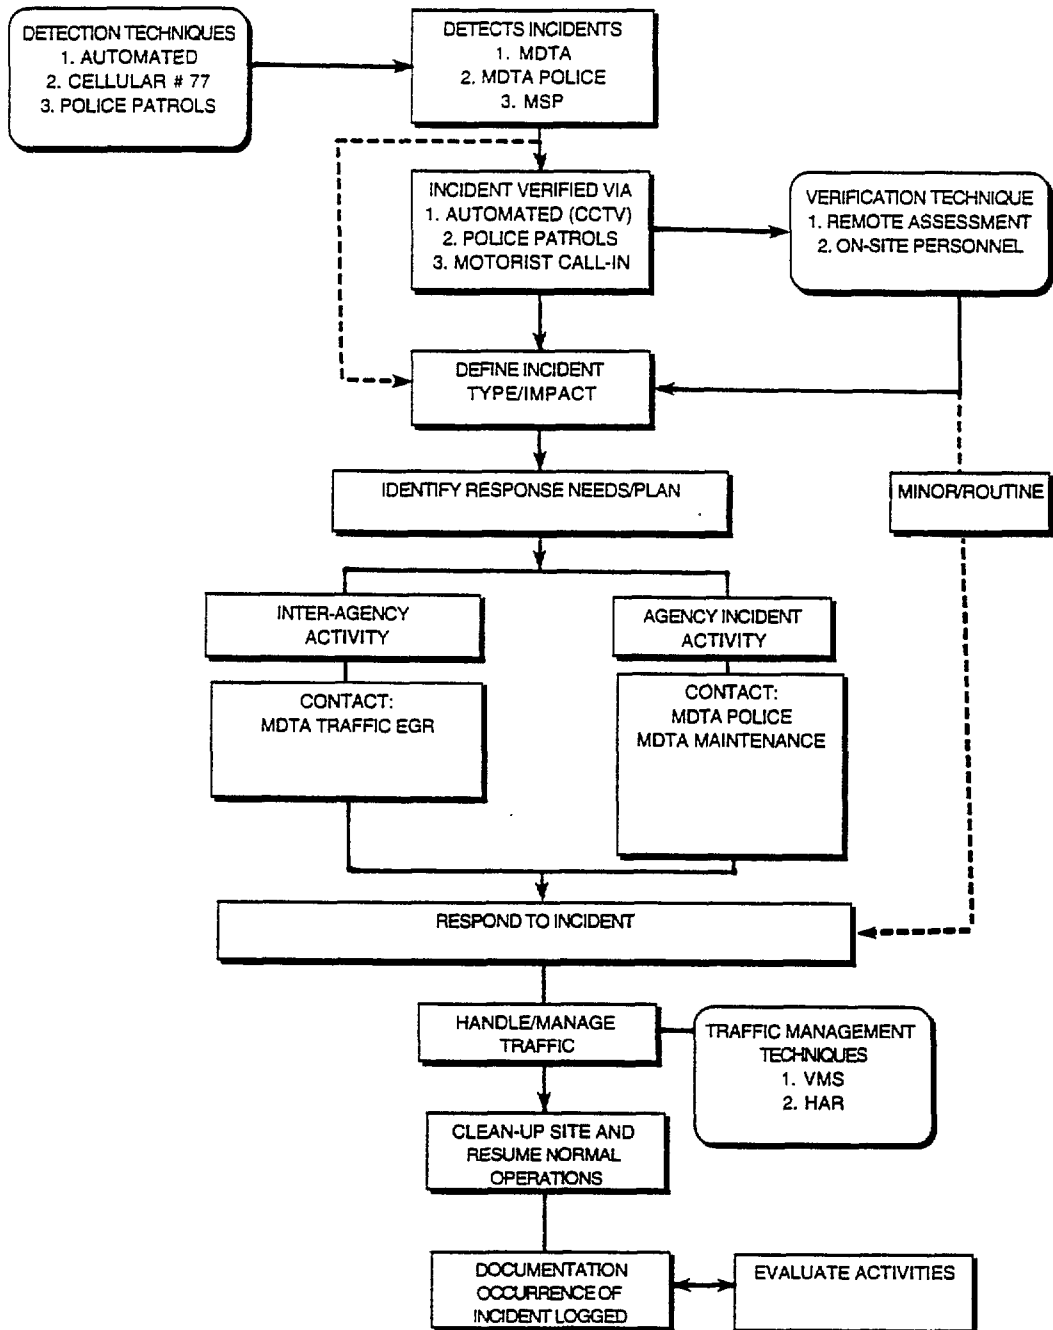 DETECTION TECHNIQUES
1. AUTOMATED
2. CELLULAR # 77
3. POLICE PATROLS
DETECTS INCIDENTS
1. MDTA
2. MDTA POLICE
3. MSP
INCIDENT VERIFIED VIA
1. AUTOMATED (CCTV)
2. POLICE PATROLS
3. MOTORIST CALL-IN
VERIFICATION TECHNIQUE
1. REMOTE ASSESSMENT
2. ON-SITE PERSONNEL
DEFINE INCIDENT
TYPE/IMPACT
IDENTIFY RESPONSE NEEDS/PLAN
MINOR/ROUTINE
INTER-AGENCY
ACTIVITY
AGENCY INCIDENT
ACTIVITY
CONTACT:
MDTA TRAFFIC EGR
CONTACT:
MDTA POLICE
MDTA MAINTENANCE
RESPOND TO INCIDENT
HANDLE/MANAGE
TRAFFIC
TRAFFIC MANAGEMENT
TECHNIQUES
1. VMS
2. HAR
CLEAN-UP SITE AND
RESUME NORMAL
OPERATIONS
DOCUMENTATION
OCCURRENCE OF
INCIDENT LOGGED
EVALUATE ACTIVITIES